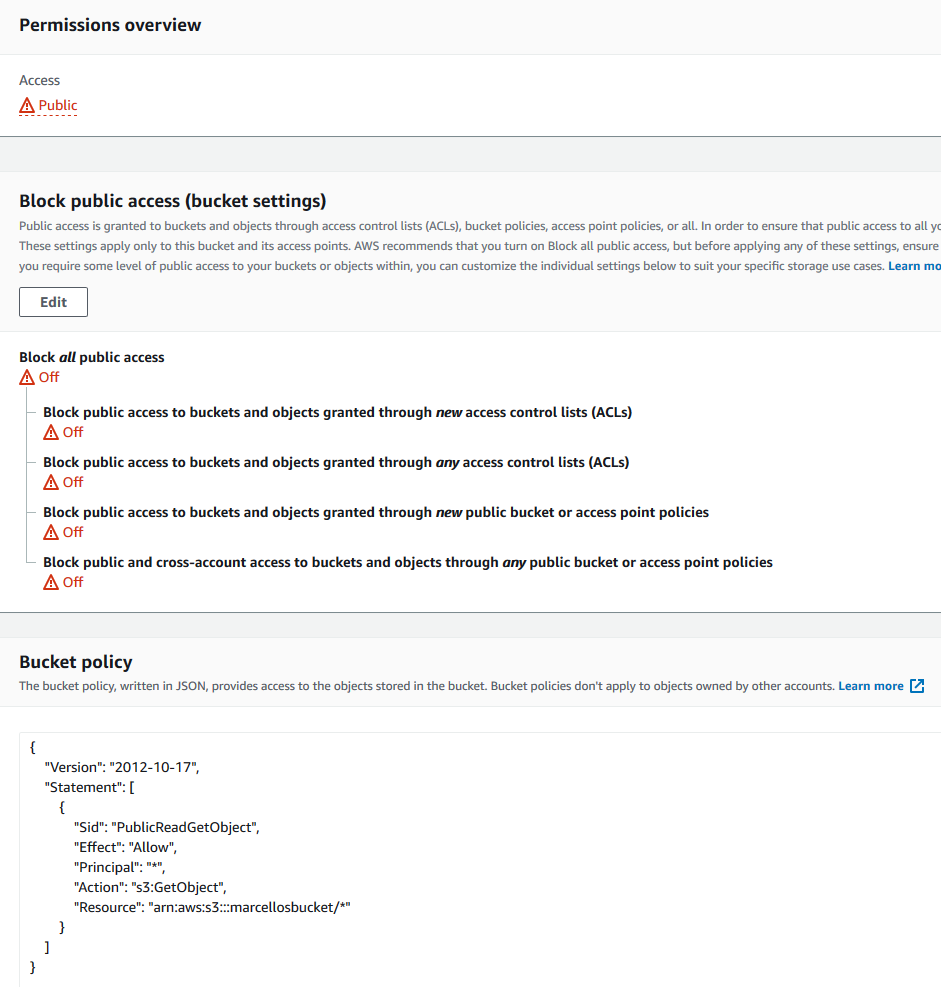 Permissions overview
Access
Public
Block public access (bucket settings)
Public access is granted to buckets and objects through access control lists (ACLs), bucket policies, access point policies, or all. In order to ensure that public access to all
These settings apply only to this bucket and its access points. AWS recommends that you turn on Block all public access, but before applying any of these settings, ensure
you require some level of public access to your buckets or objects within, you can customize the individual settings below to suit your specific storage use cases. Learn
Edit
Block all public access
Off
Block public access to buckets and objects granted through new access control lists (ACLs)
Off
Block public access to buckets and objects granted through any access control lists (ACLs)
Off
Block public access to buckets and objects granted through new public bucket or access point policies
Off
Block public and cross-account access to buckets and objects through any public bucket or access point policies
Off
Bucket policy
The bucket policy, written in JSON, provides access to the objects stored in the bucket. Bucket policies don't apply to objects owned by other accounts. Learn more
{
"Version": "2012-10-17",
"Statement": [
{
"Sid": "PublicReadGetObject",
"Effect": "Allow",
"Principal": "*",
"Action": "s3:GetObject",
"Resource": "arn:aws:s3:::marcellosbucket/*"
}
]
}